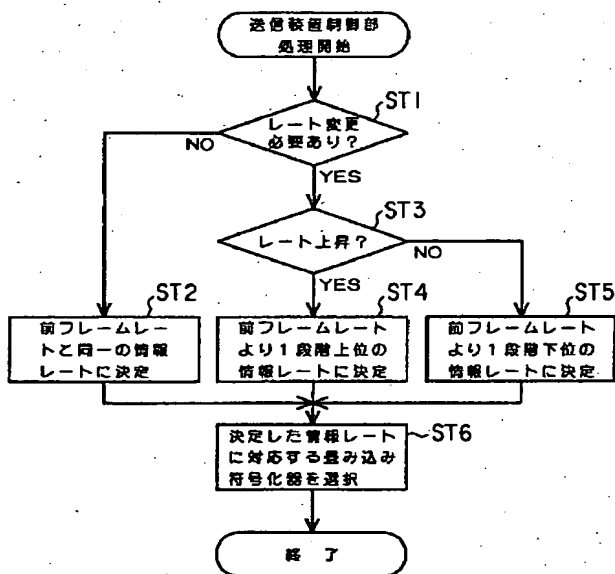 送信装置制御部
処理開始
ST1
レート変更
必要あり？
NO
YES
ST3
レート上昇？
NO
YES
ST2
前フレームレー
トと同一の情報
レートに決定
ST4
前フレームレート
より1段階上位の
情報レートに決定
ST5
前フレームレート
より1段階下位の
情報レートに決定
ST6
決定した情報レート
に対応する畳み込み
符号化器を選択
終了